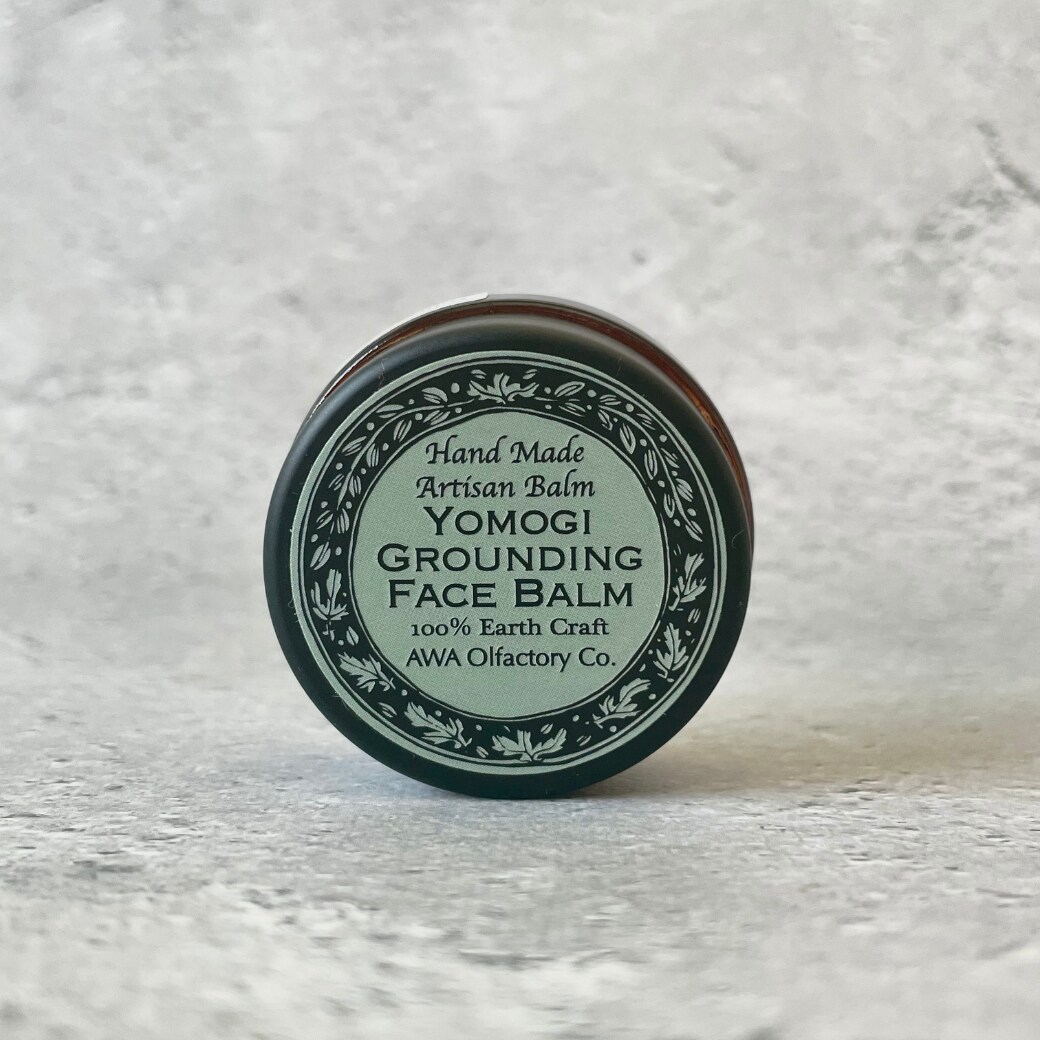 Hand Made
Artisan Balm
YOMOGI
GROUNDING
FACE BALM
100% Earth Craft
AWA Olfactory Co.